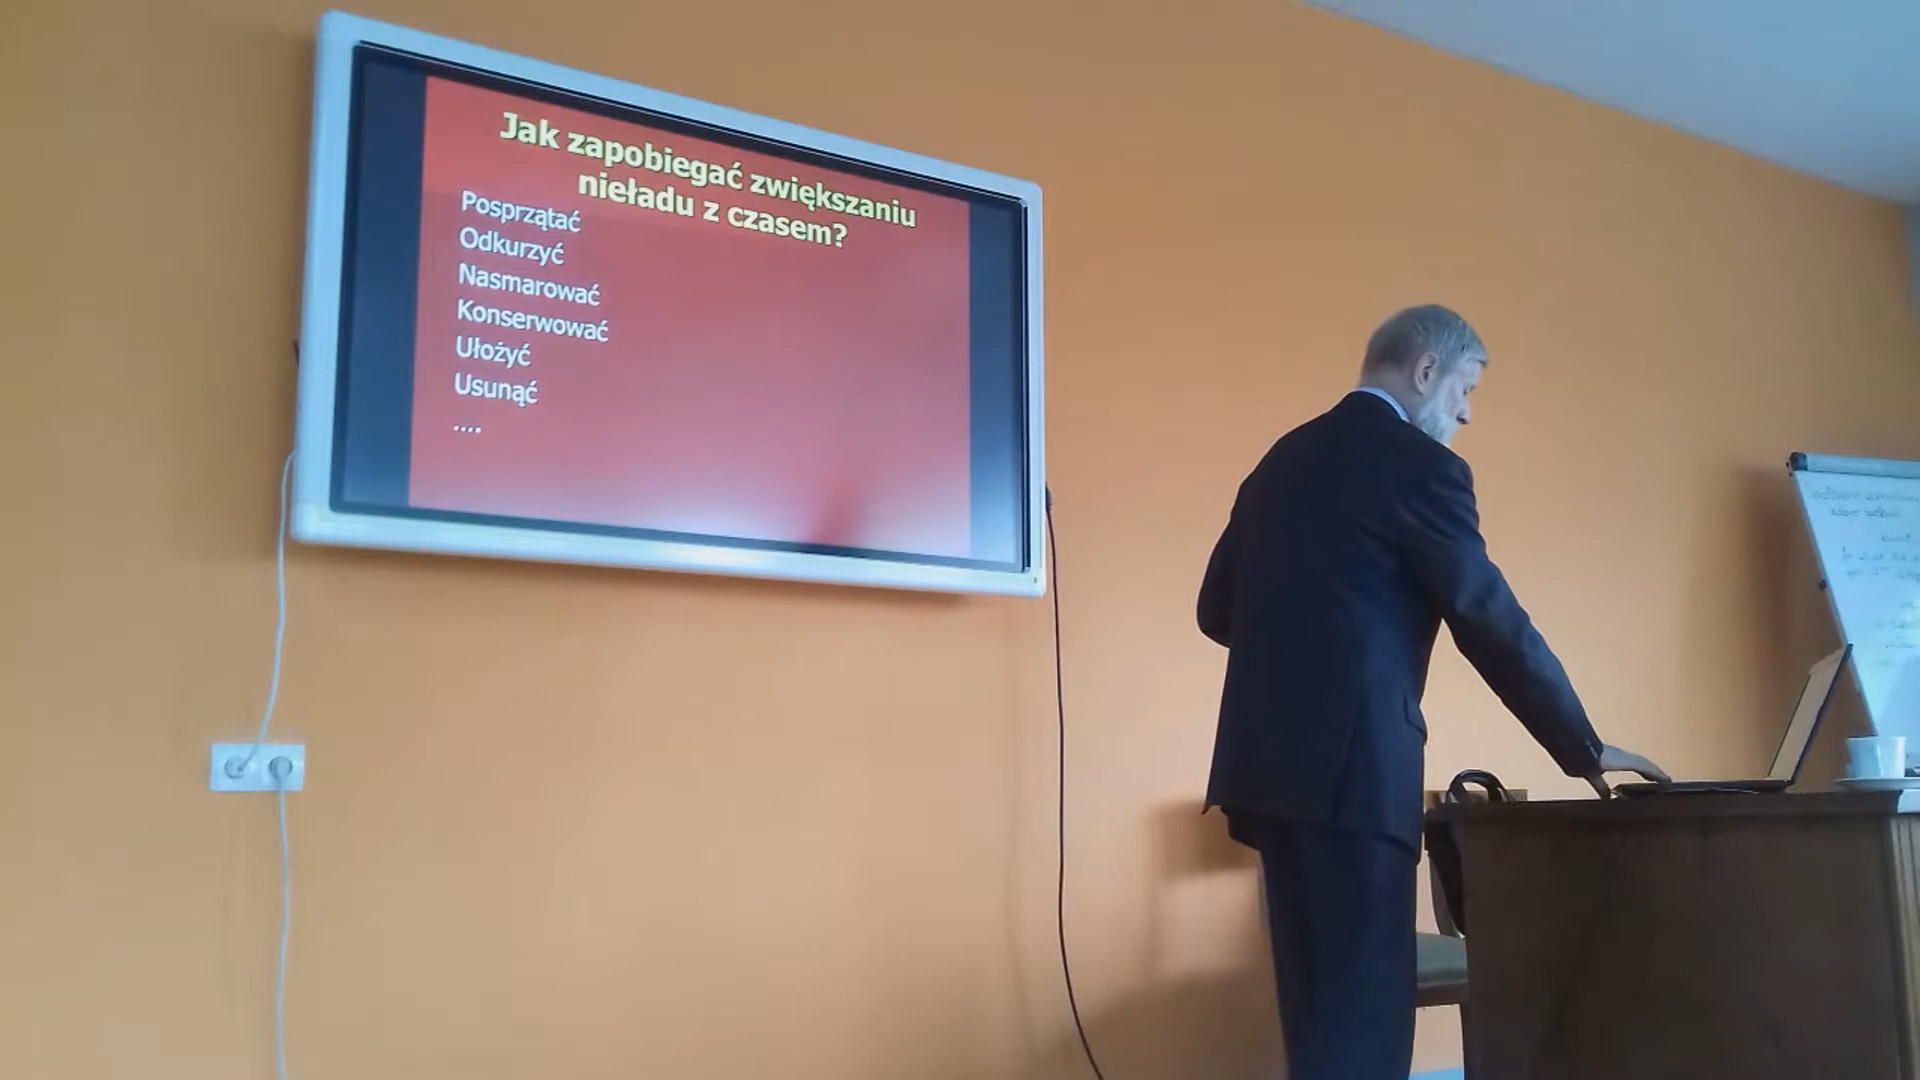 Jak zapobiegać zwiększaniu
nieładu z czasem?
Posprzątać
Odkurzyć
Nasmarować
Konserwować
Ułożyć
Usunąć
....